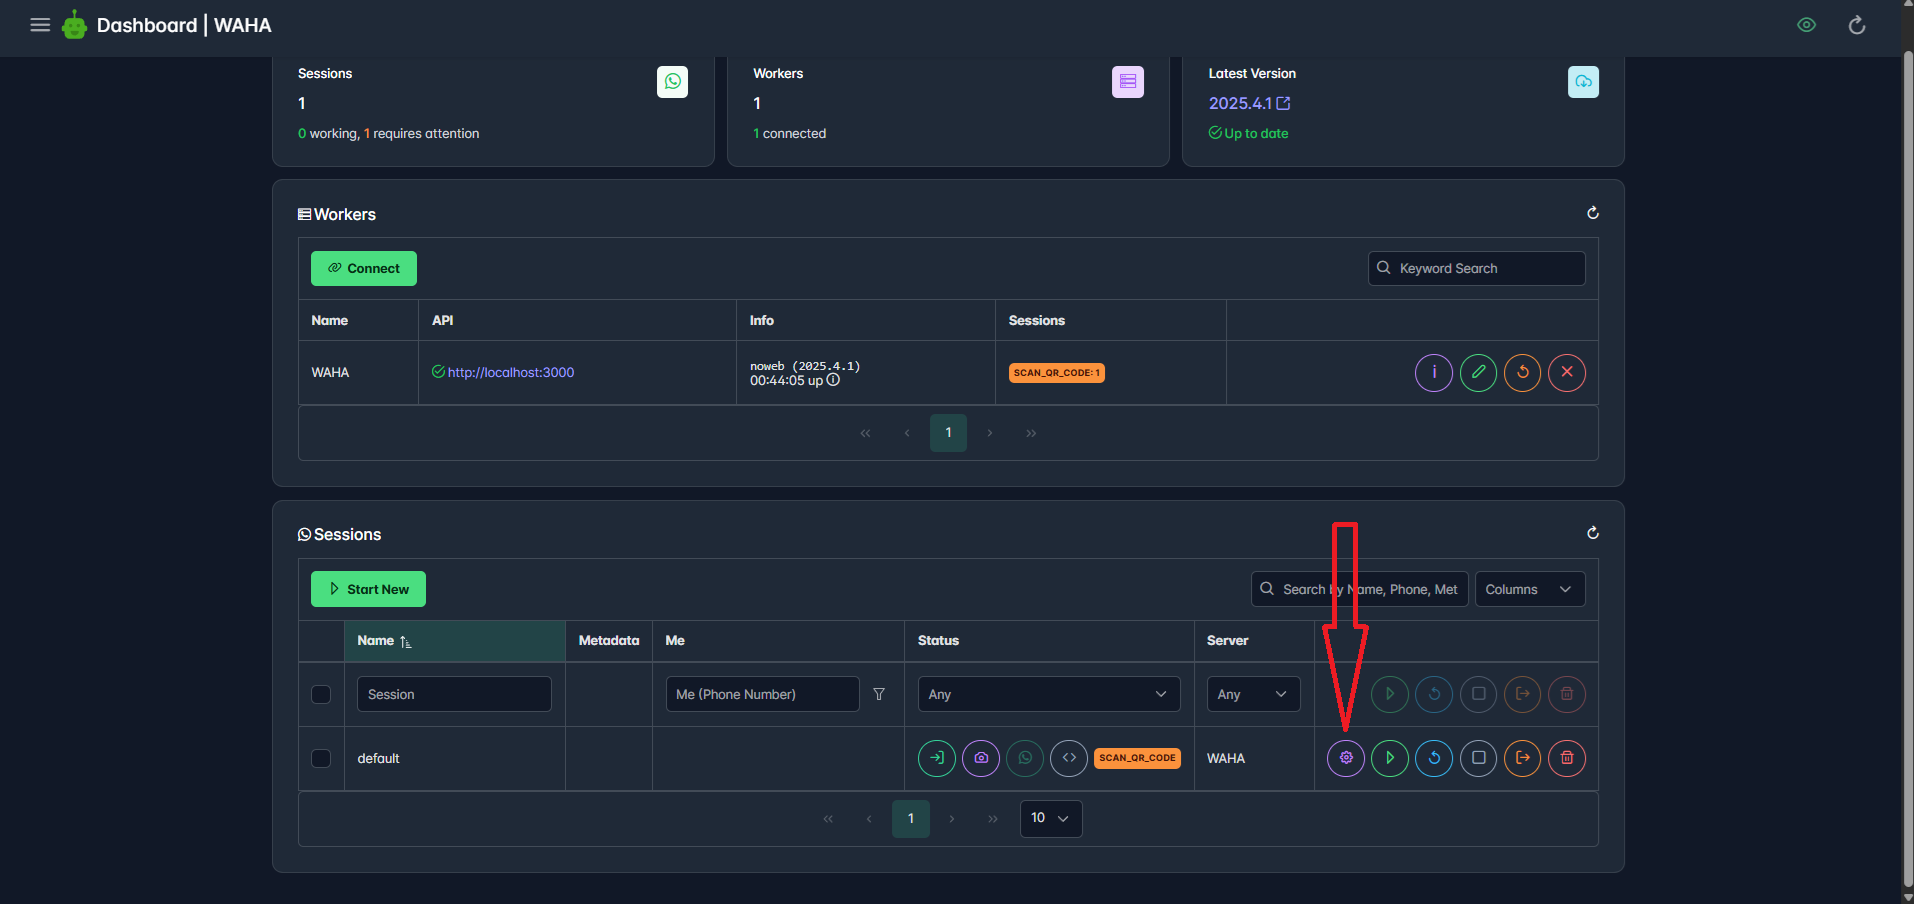 Dashboard | WAHA
Sessions
1
0 working, 1 requires attention
Workers
1
1 connected
Latest Version
2025.4.1
Up to date
Workers
Connect
Keyword Search
Name API Info Sessions
WAHA http://localhost:3000 noweb (2025.4.1) SCAN_QR_CODE: 1
00:44:05 up
« ‹ 1 › »
Sessions
Start New
Search by Name, Phone, Met Columns
Name Metadata Me Status Server
Session Me (Phone Number) Any Any
default SCAN_QR_CODE WAHA
« ‹ 1 › » 10